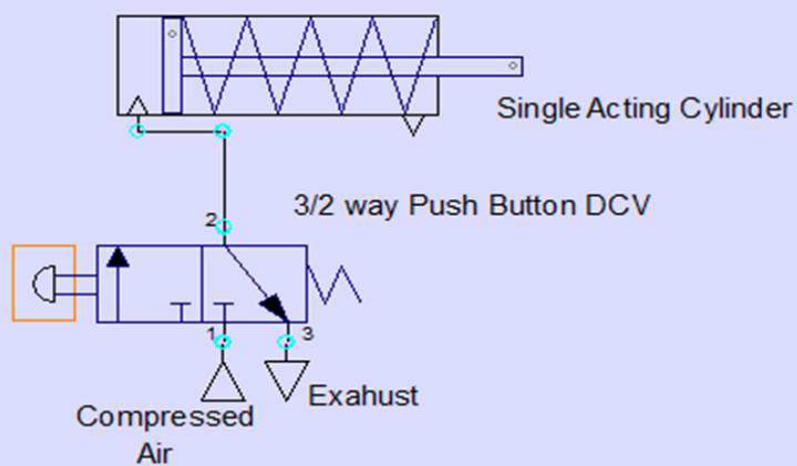 Single Acting Cylinder
3/2 way Push Button DCV
2
1
3
Exahust
Compressed
Air